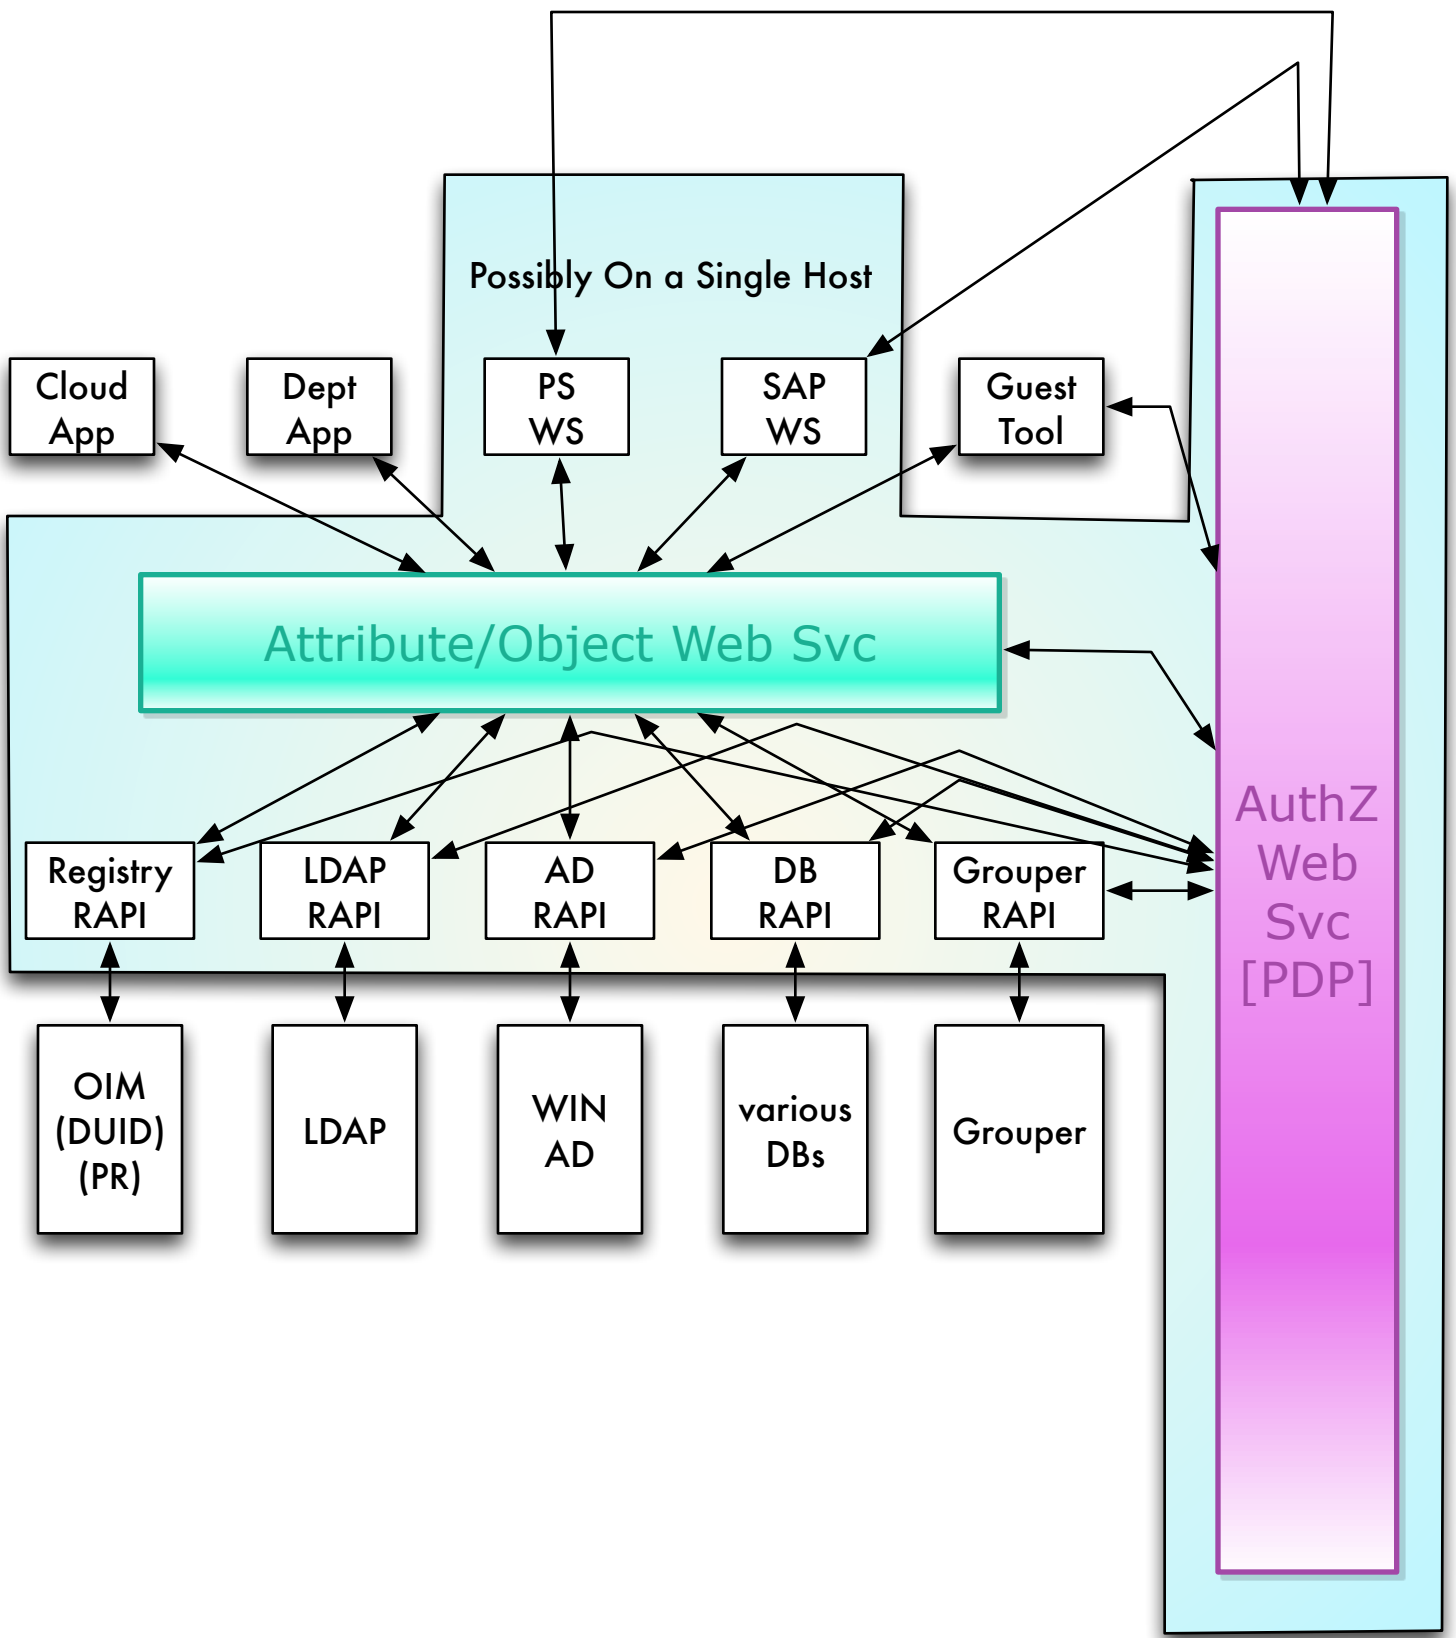 Possibly On a Single Host
Cloud
App
Dept
App
PS
WS
SAP
WS
Guest
Tool
Attribute/Object Web Svc
AuthZ
Web
Svc
[PDP]
Registry
RAPI
LDAP
RAPI
AD
RAPI
DB
RAPI
Grouper
RAPI
OIM
(DUID)
(PR)
LDAP
WIN
AD
various
DBs
Grouper